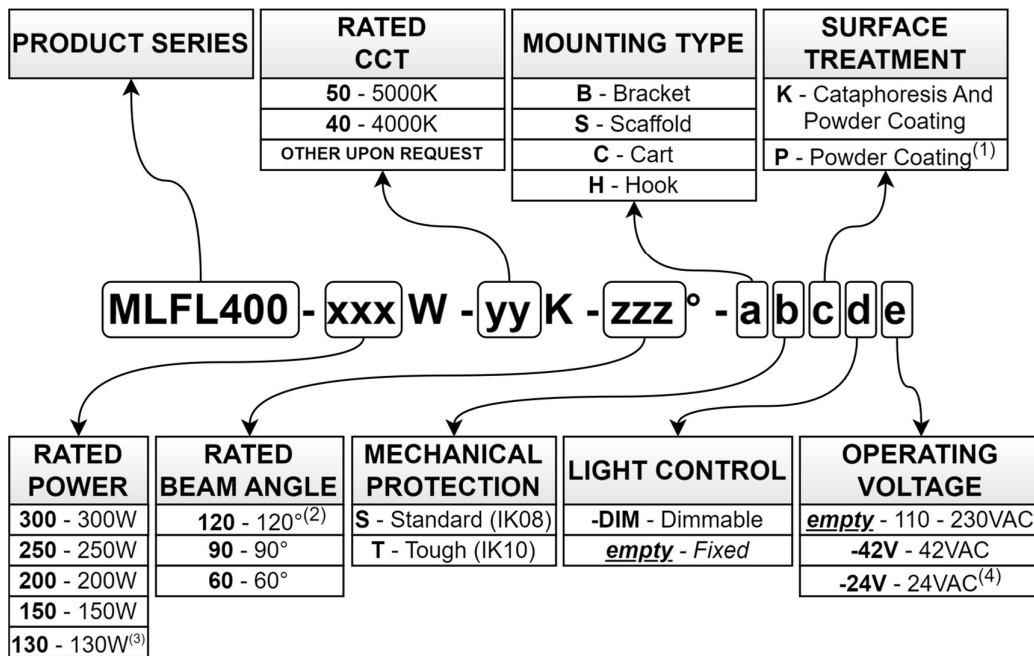 PRODUCT SERIES
RATED
CCT
50 - 5000K
40 - 4000K
OTHER UPON REQUEST
MOUNTING TYPE
B - Bracket
S - Scaffold
C - Cart
H - Hook
SURFACE
TREATMENT
K - Cataphoresis And
Powder Coating
P - Powder Coating(1)
MLFL400 - xxx W - yy K - zzz ° - a b c d e
RATED
POWER
300 - 300W
250 - 250W
200 - 200W
150 - 150W
130 - 130W(3)
RATED
BEAM ANGLE
120 - 120°(2)
90 - 90°
60 - 60°
MECHANICAL
PROTECTION
S - Standard (IK08)
T - Tough (IK10)
LIGHT CONTROL
-DIM - Dimmable
empty - Fixed
OPERATING
VOLTAGE
empty - 110 - 230VAC
-42V - 42VAC
-24V - 24VAC(4)